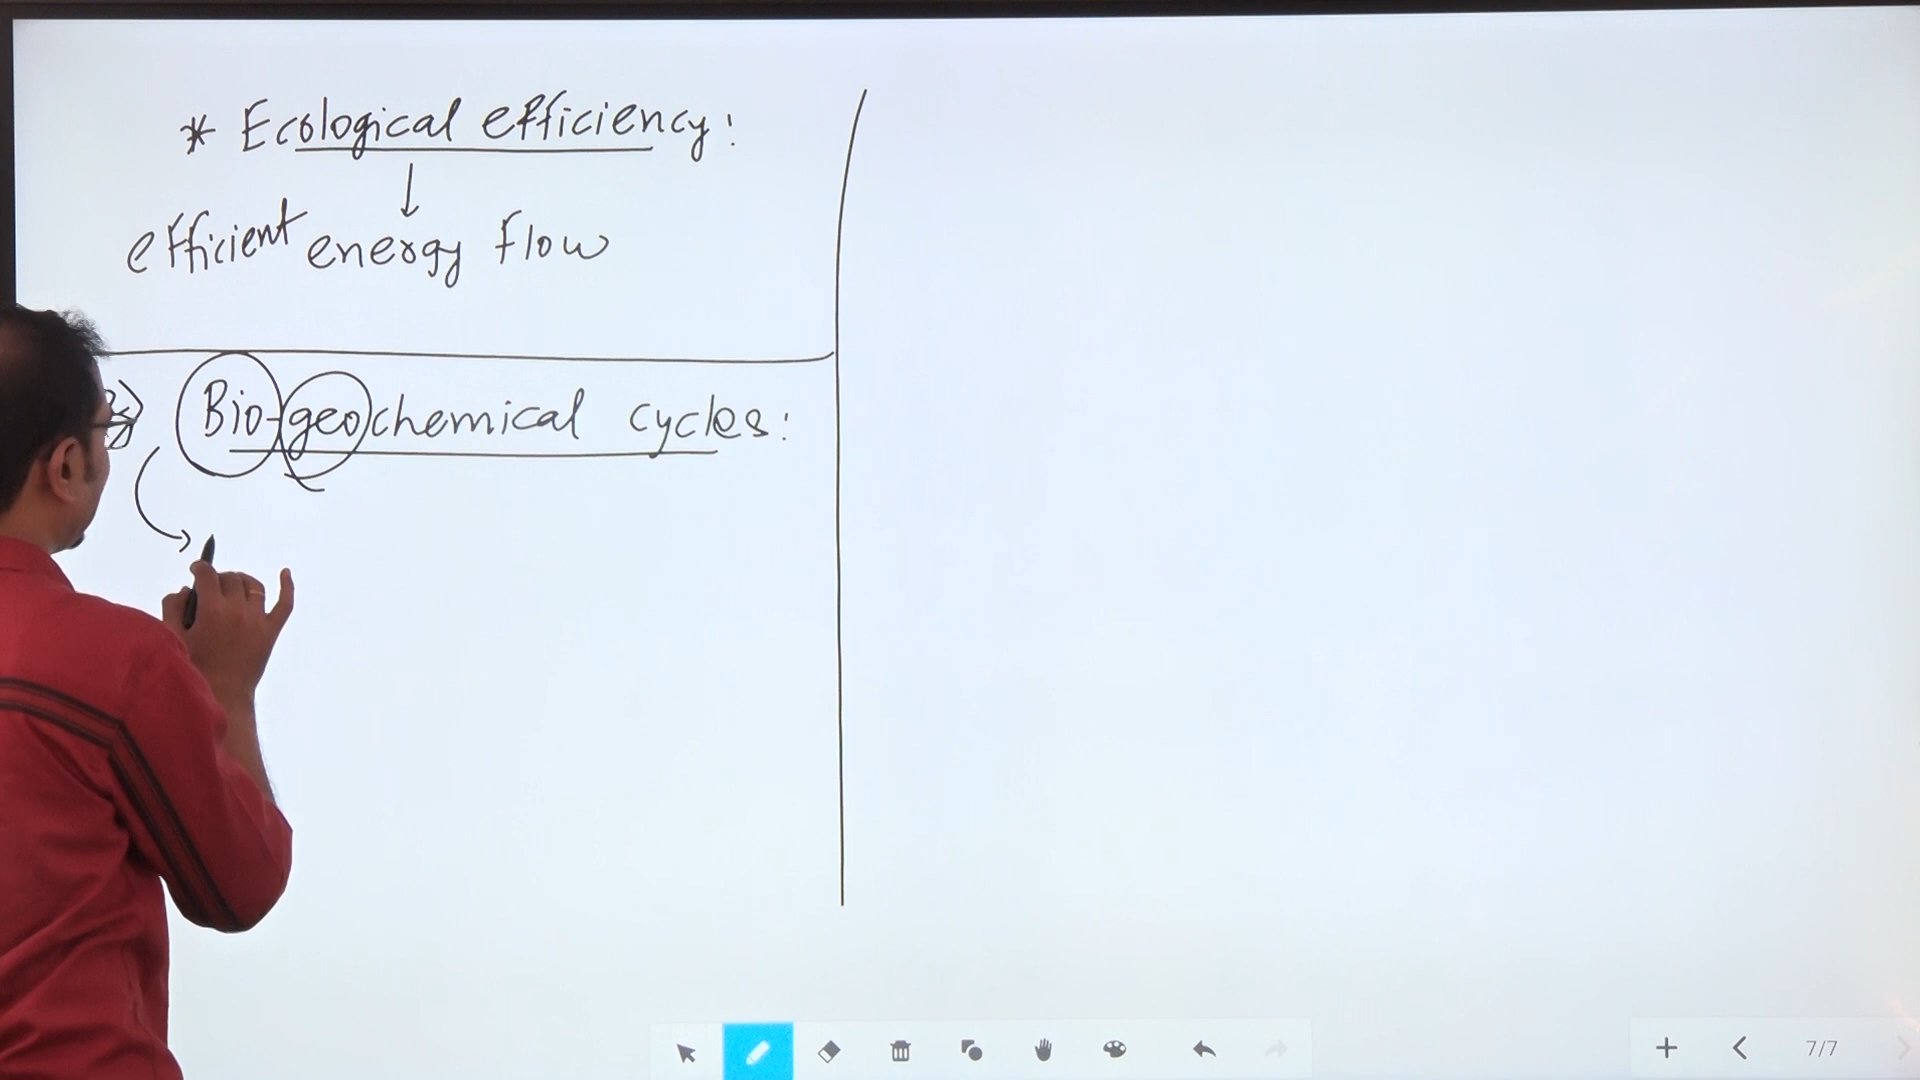 * Ecological efficiency:
↓
efficient energy flow
Bio-geochemical cycles:
7/7